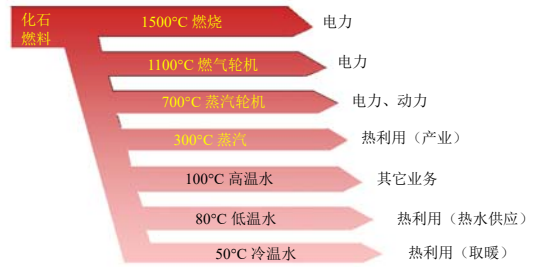 化石
燃料
1500°C 燃烧 电力
1100°C 燃气轮机 电力
700°C 蒸汽轮机 电力、动力
300°C 蒸汽 热利用（产业）
100°C 高温水 其它业务
80°C 低温水 热利用（热水供应）
50°C 冷温水 热利用（取暖）